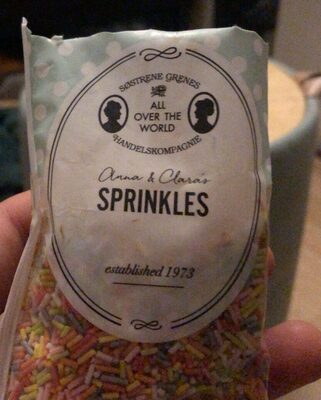 SØSTRENE GRENES
ALL
OVER THE
WORLD
HANDELSKOMPAGNIE
Anna & Clara's
SPRINKLES
established 1973